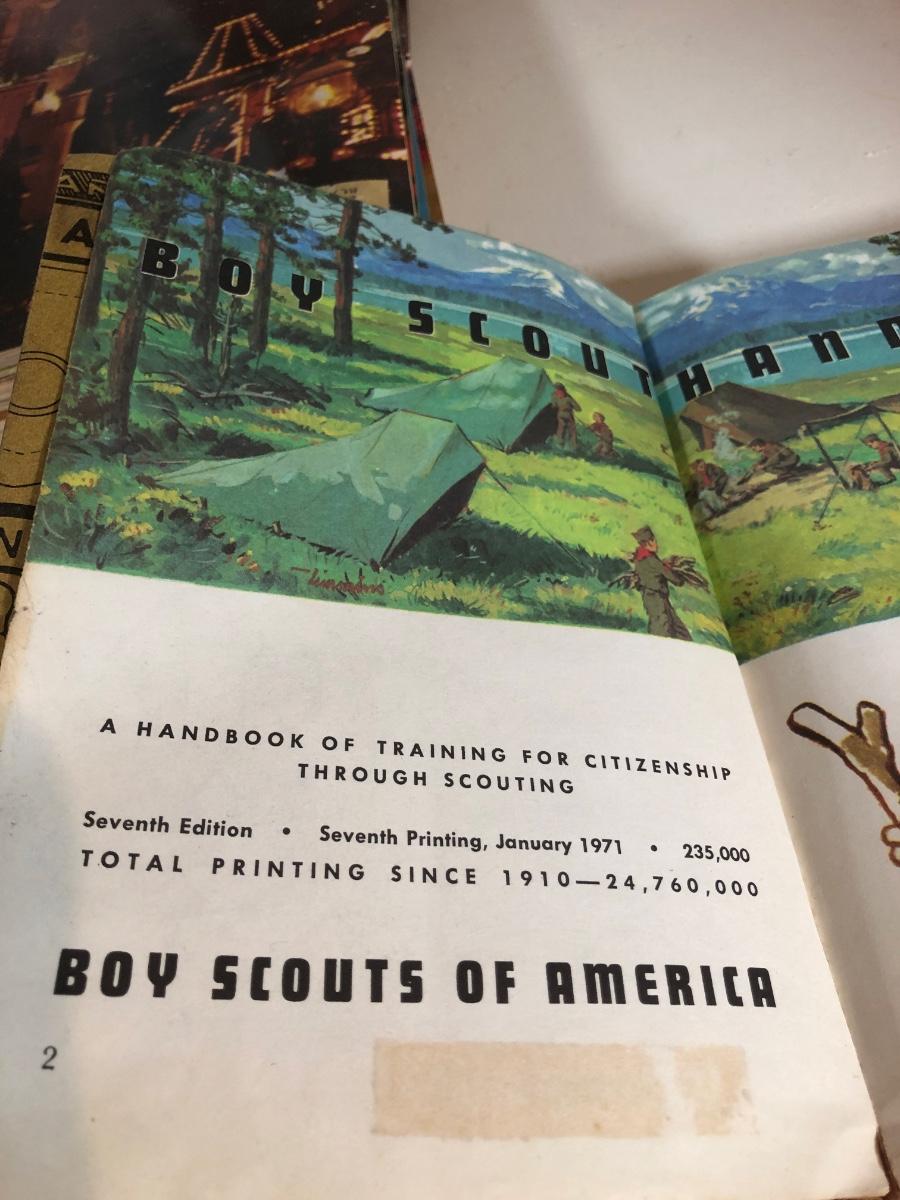 BOY SCOUT HAND
A HANDBOOK OF TRAINING FOR CITIZENSHIP
THROUGH SCOUTING
Seventh Edition • Seventh Printing, January 1971 • 235,000
TOTAL PRINTING SINCE 1910—24,760,000
BOY SCOUTS OF AMERICA
2